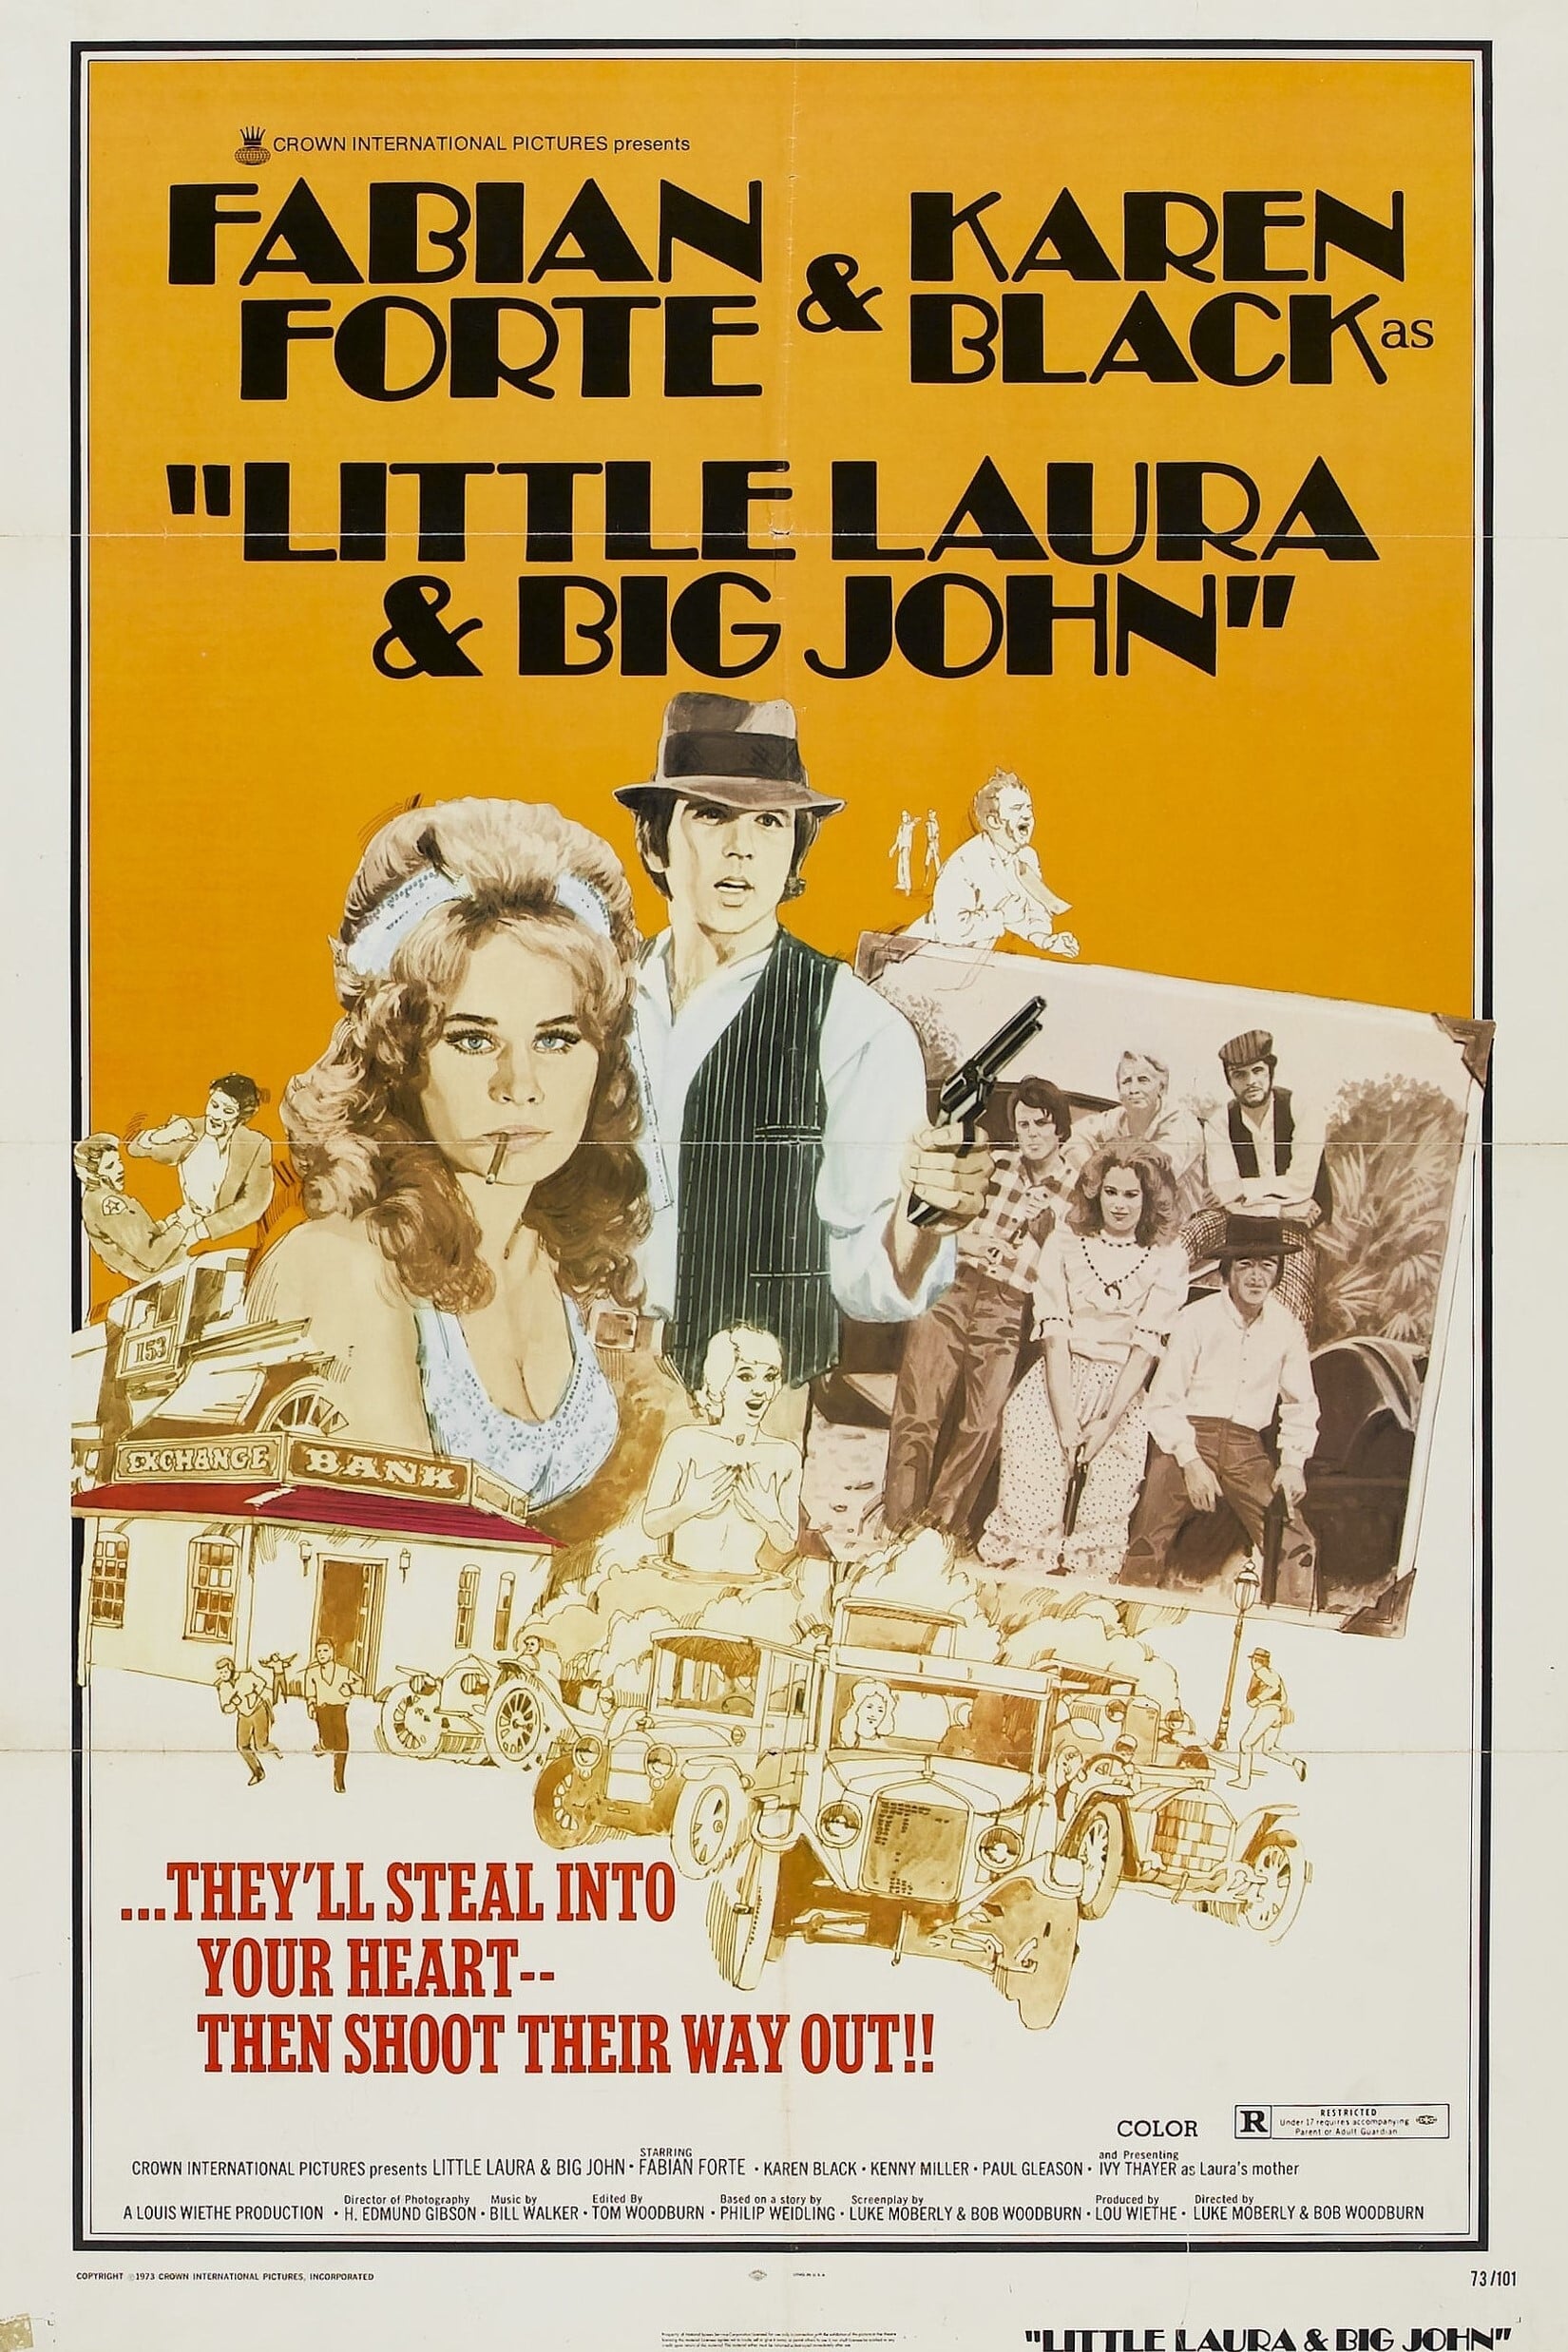 CROWN INTERNATIONAL PICTURES presents
FABIAN FORTE & KAREN BLACK as
"LITTLE LAURA
& BIG JOHN"
153
EXCHANGE BANK
...THEY'LL STEAL INTO
YOUR HEART--
THEN SHOOT THEIR WAY OUT!!
COLOR
R
RESTRICTED
Under 17 requires accompanying
Parent or Adult Guardian
CROWN INTERNATIONAL PICTURES presents LITTLE LAURA & BIG JOHN • STARRING FABIAN FORTE • KAREN BLACK • KENNY MILLER • PAUL GLEASON • and Presenting IVY THAYER as Laura's mother
A LOUIS WIETHE PRODUCTION • Director of Photography H. EDMUND GIBSON • Music by BILL WALKER • Edited By TOM WOODBURN • Based on a story by PHILIP WEIDLING • Screenplay by LUKE MOBERLY & BOB WOODBURN • Produced by LOU WIETHE • Directed by LUKE MOBERLY & BOB WOODBURN
COPYRIGHT ©1973 CROWN INTERNATIONAL PICTURES, INCORPORATED
73/101
"LITTLE LAURA & BIG JOHN"